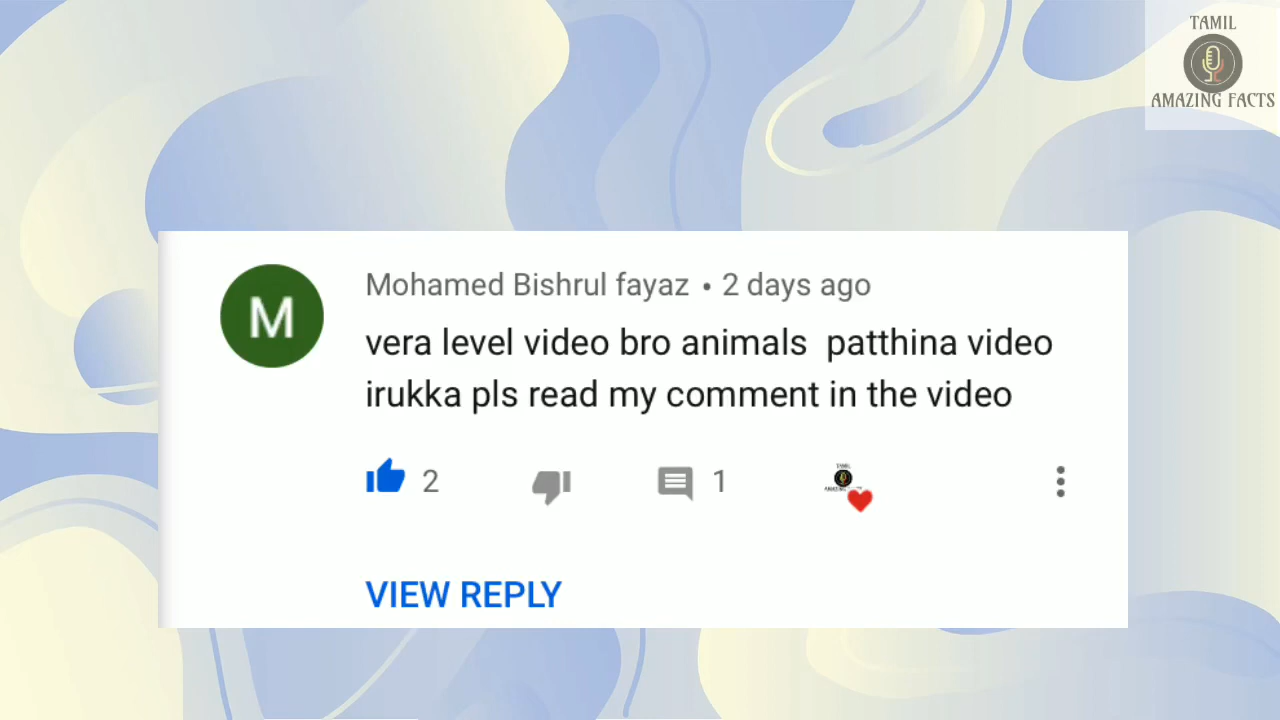 TAMIL
AMAZING FACTS
M
Mohamed Bishrul fayaz • 2 days ago
vera level video bro animals  patthina video
irukka pls read my comment in the video
2
1
VIEW REPLY